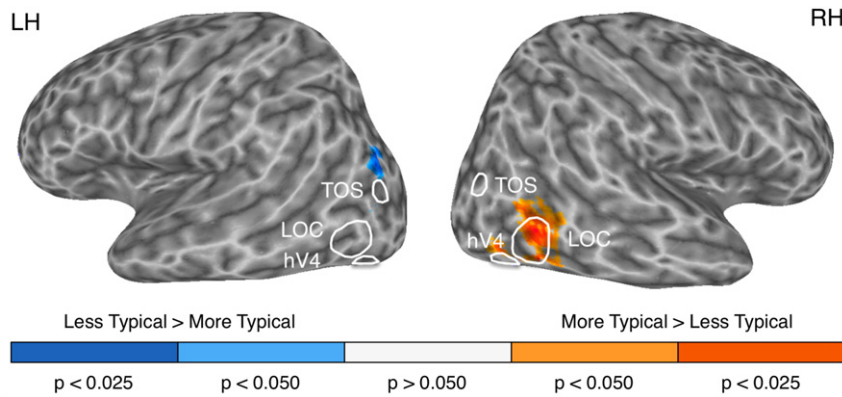 LH
RH
TOS
TOS
LOC
LOC
hV4
hV4
Less Typical > More Typical
More Typical > Less Typical
p < 0.025
p < 0.050
p > 0.050
p < 0.050
p < 0.025